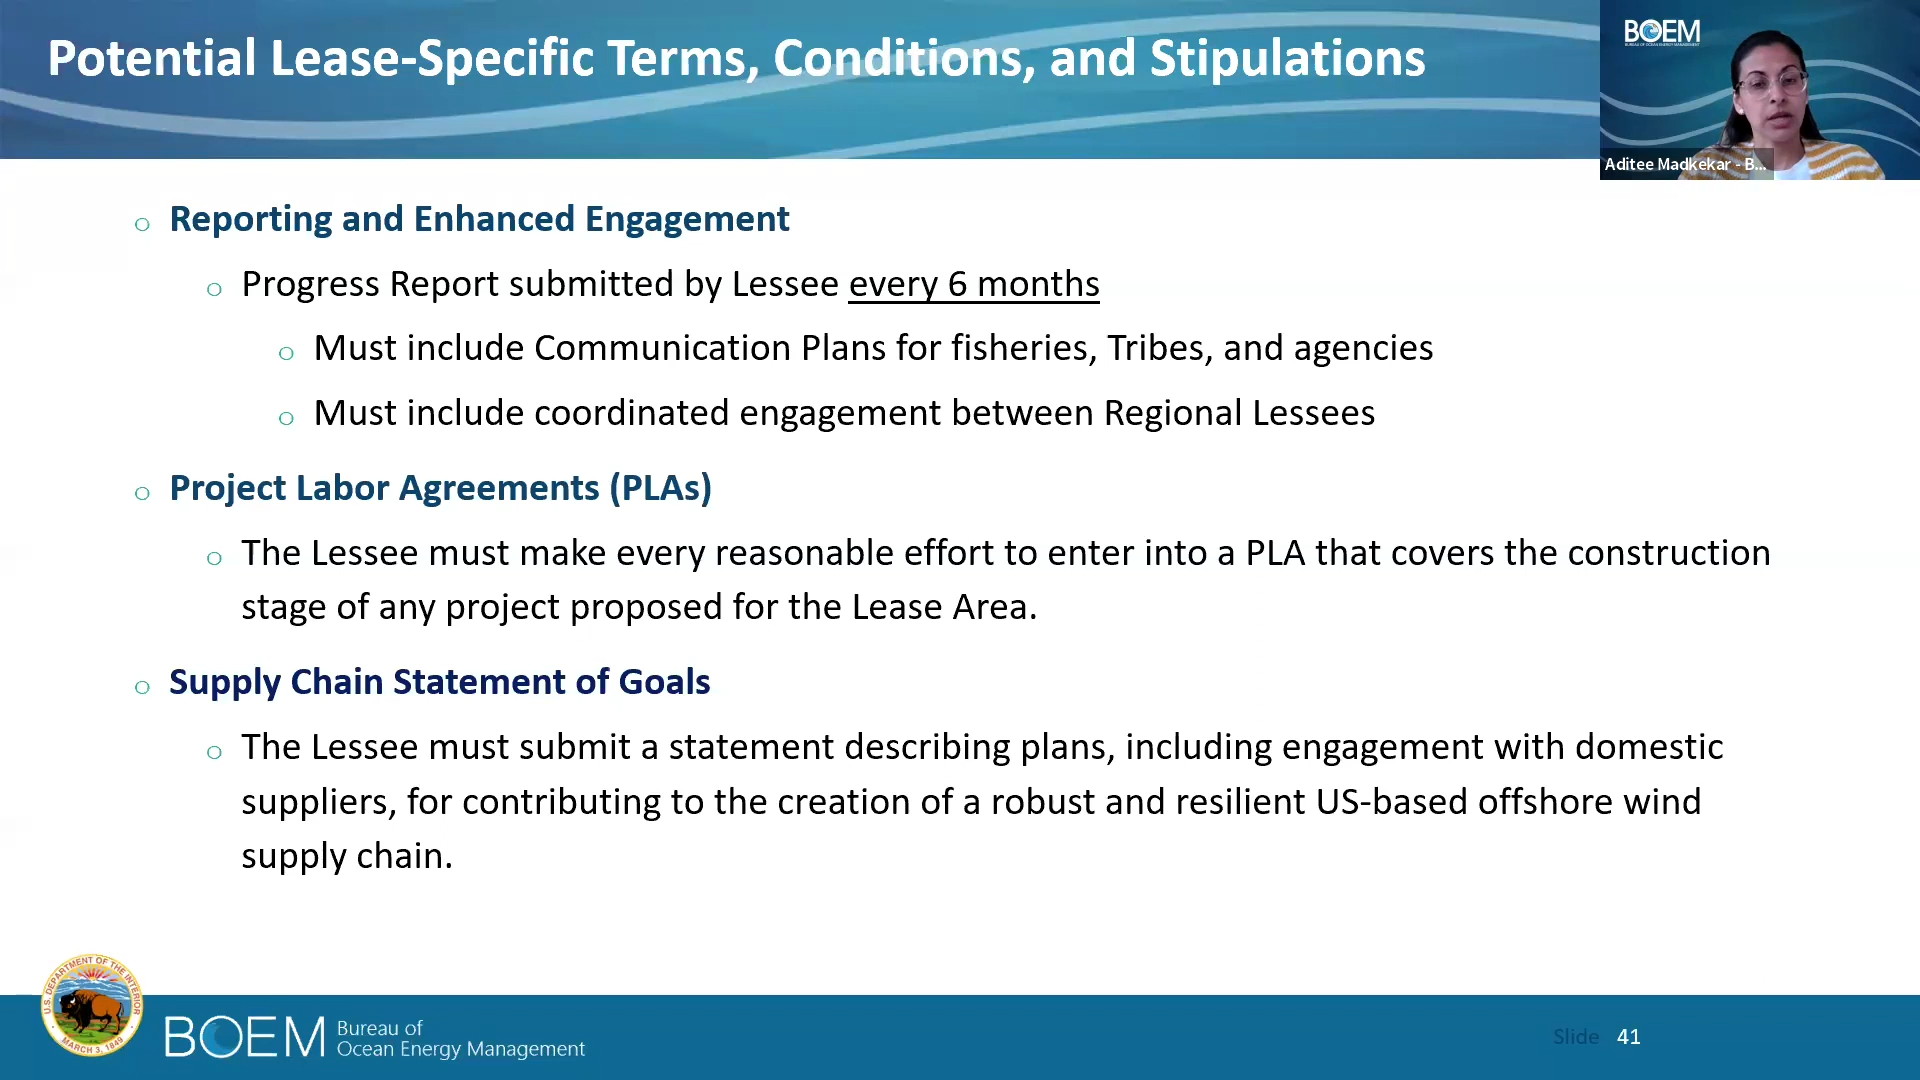 Potential Lease-Specific Terms, Conditions, and Stipulations
BOEM
Aditee Madkekar - B...
Reporting and Enhanced Engagement
Progress Report submitted by Lessee every 6 months
Must include Communication Plans for fisheries, Tribes, and agencies
Must include coordinated engagement between Regional Lessees
Project Labor Agreements (PLAs)
The Lessee must make every reasonable effort to enter into a PLA that covers the construction
stage of any project proposed for the Lease Area.
Supply Chain Statement of Goals
The Lessee must submit a statement describing plans, including engagement with domestic
suppliers, for contributing to the creation of a robust and resilient US-based offshore wind
supply chain.
U.S. DEPARTMENT OF THE INTERIOR
MARCH 3, 1849
BOEM
Bureau of
Ocean Energy Management
Slide 41